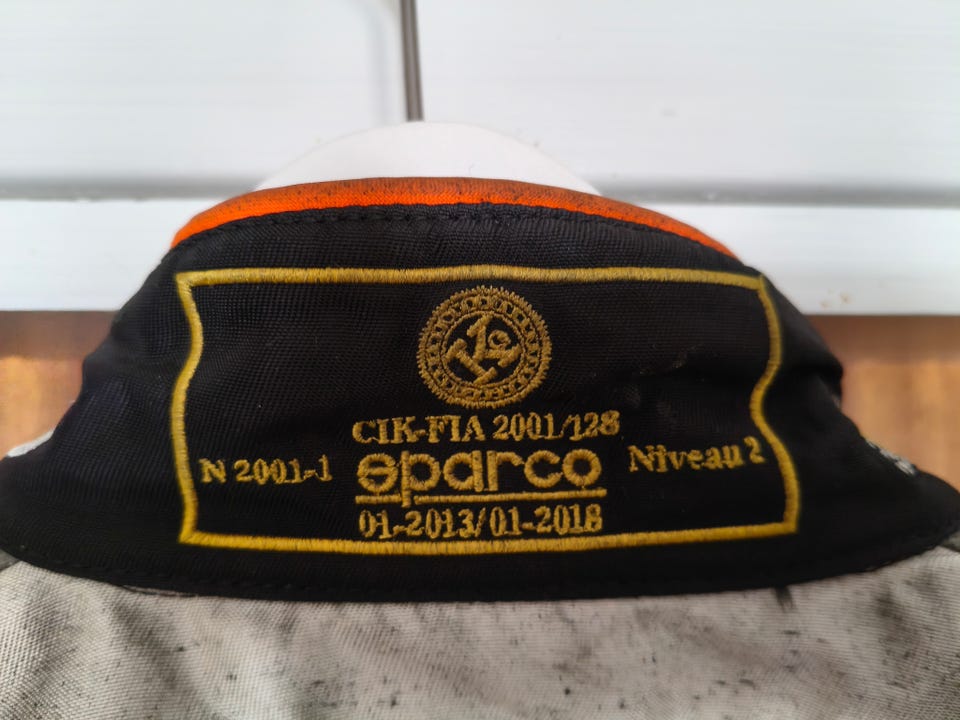 CIK-FIA 2001/128
N 2001-1 sparco Niveau 2
01-2013/01-2018